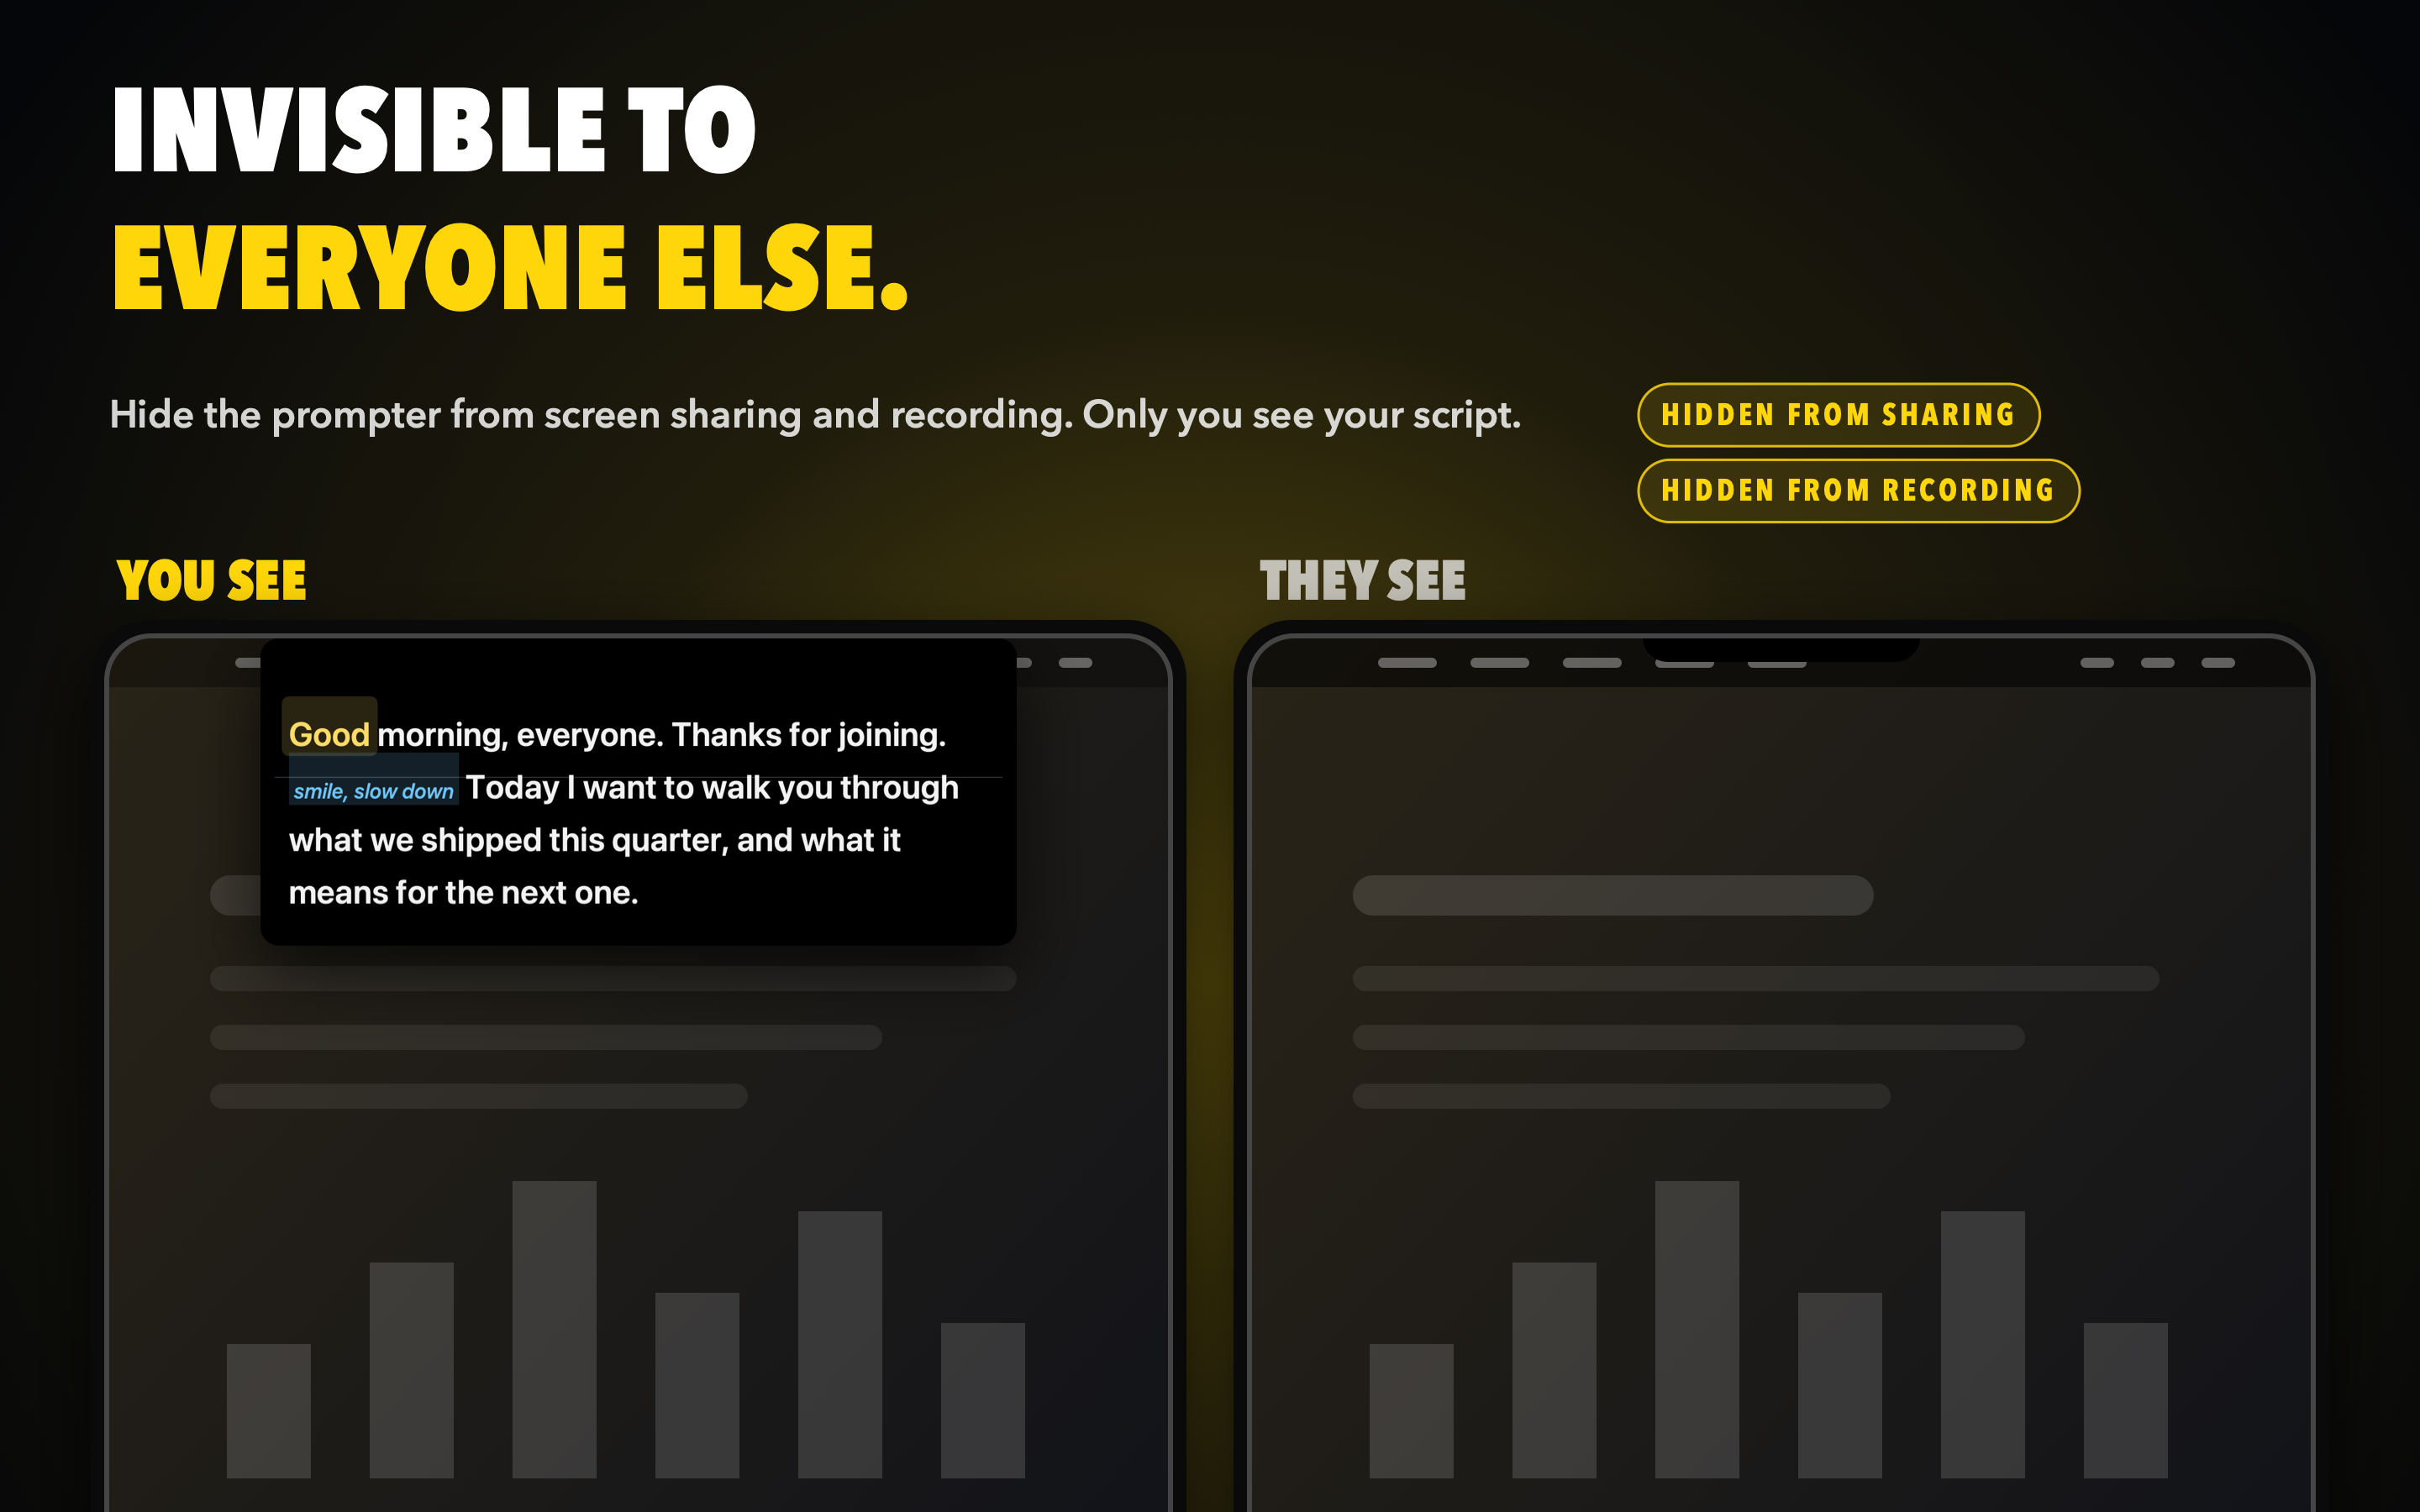 INVISIBLE TO
EVERYONE ELSE.
Hide the prompter from screen sharing and recording. Only you see your script.
HIDDEN FROM SHARING
HIDDEN FROM RECORDING
YOU SEE
Good morning, everyone. Thanks for joining.
smile, slow down Today I want to walk you through
what we shipped this quarter, and what it
means for the next one.
THEY SEE